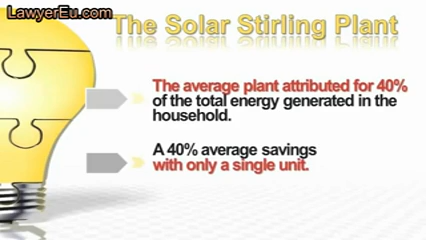 LawyerEu.com
The Solar Stirling Plant
The average plant attributed for 40%
of the total energy generated in the
household.
A 40% average savings
with only a single unit.